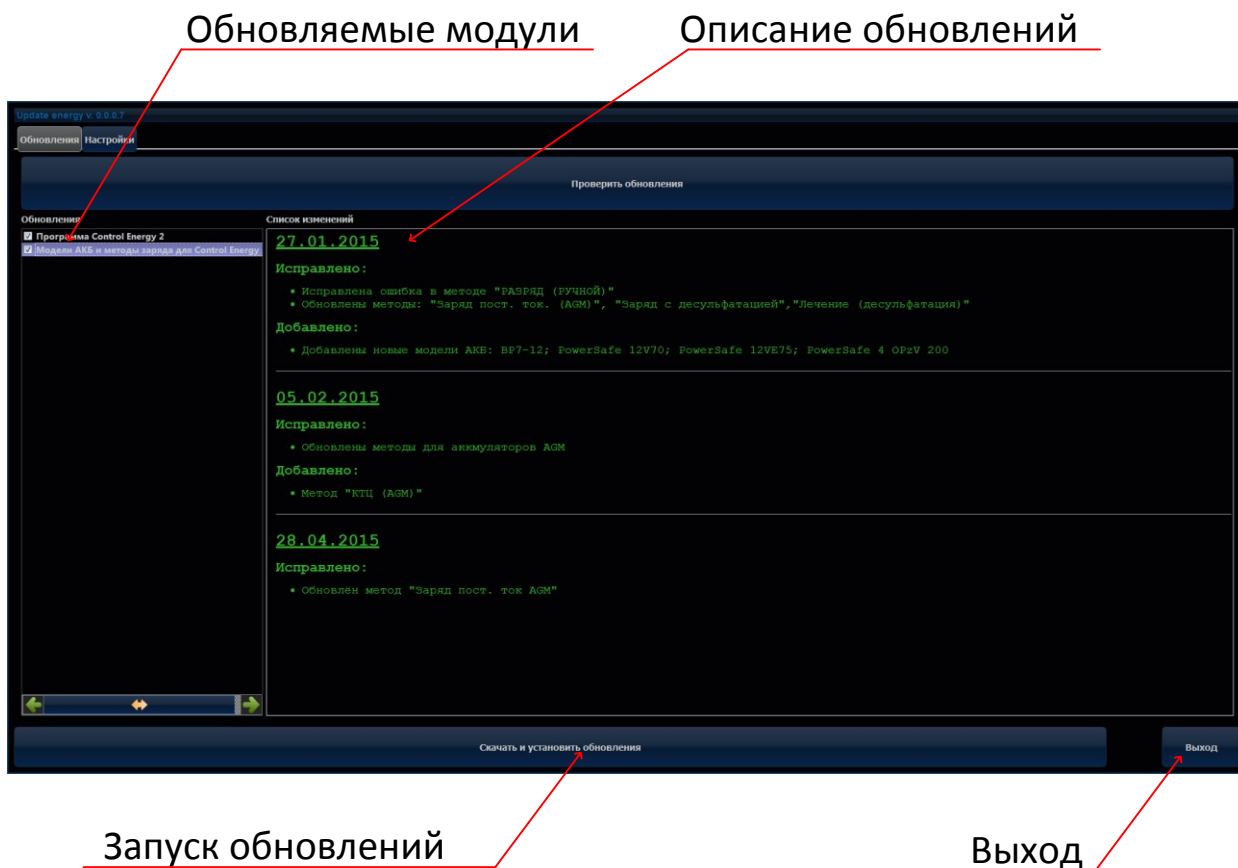 Обновляемые модули
Описание обновлений
Update energy v. 0.0.0.7
Обновления Настройки
Проверить обновления
Обновления
Список изменений
Программа Control Energy 2
Модели АКБ и методы заряда для Control Energy
27.01.2015
Исправлено:
• Исправлена ошибка в методе "РАЗРЯД (РУЧНОЙ)"
• Обновлены методы: "Заряд пост. ток. (AGM)", "Заряд с десульфатацией","Лечение (десульфатация)"
Добавлено:
• Добавлены новые модели АКБ: BP7-12; PowerSafe 12V70; PowerSafe 12VE75; PowerSafe 4 OPzV 200
05.02.2015
Исправлено:
• Обновлены методы для аккмуляторов AGM
Добавлено:
• Метод "КТЦ (AGM)"
28.04.2015
Исправлено:
• Обновлён метод "Заряд пост. ток AGM"
Скачать и установить обновления
Выход
Запуск обновлений
Выход